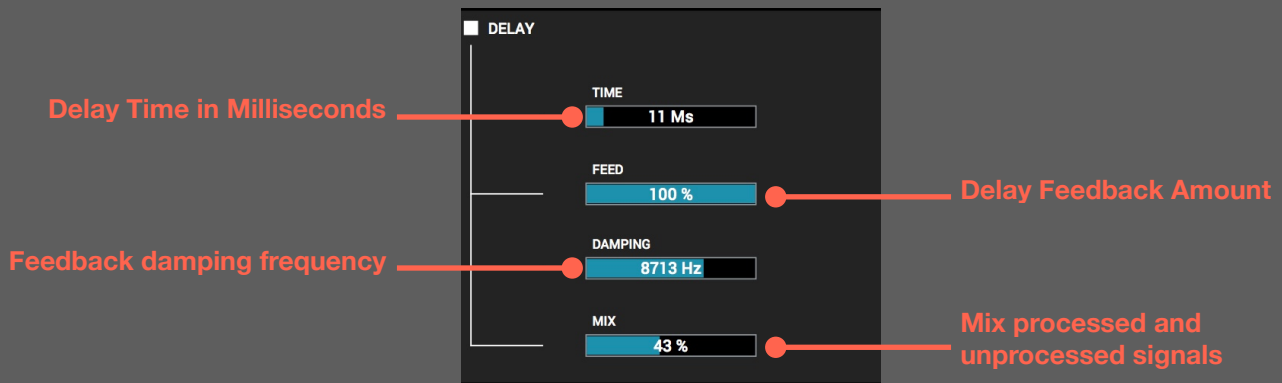 DELAY
TIME
Delay Time in Milliseconds
11 Ms
FEED
100 %
Delay Feedback Amount
DAMPING
Feedback damping frequency
8713 Hz
MIX
43 %
Mix processed and
unprocessed signals